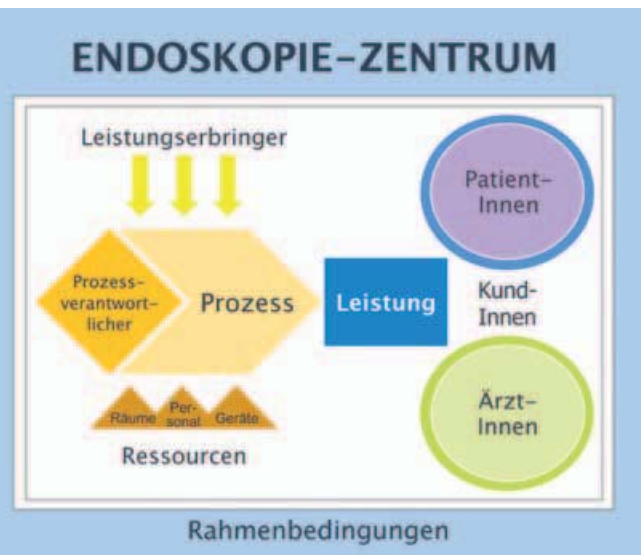 ENDOSKOPIE-ZENTRUM
Leistungserbringer
Prozess-
verantwort-
licher
Prozess
Leistung
Patient-
Innen
Kund-
Innen
Ärzt-
Innen
Räume
Per-
sonal
Geräte
Ressourcen
Rahmenbedingungen